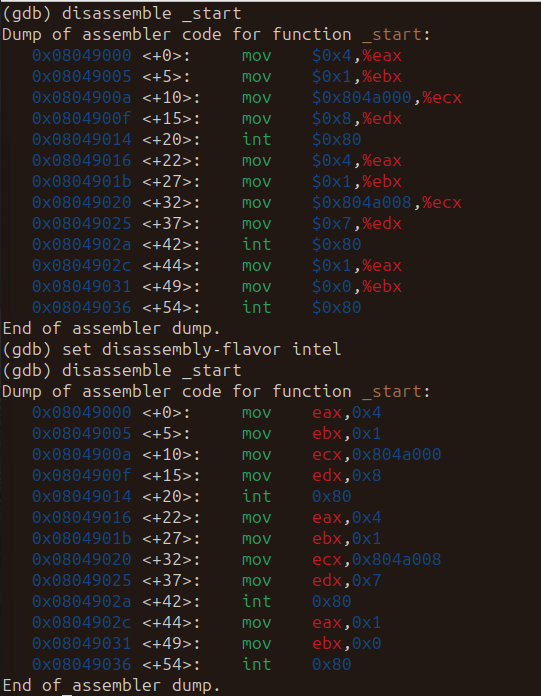 (gdb) disassemble _start
Dump of assembler code for function _start:
   0x08049000 <+0>:     mov    $0x4,%eax
   0x08049005 <+5>:     mov    $0x1,%ebx
   0x0804900a <+10>:    mov    $0x804a000,%ecx
   0x0804900f <+15>:    mov    $0x8,%edx
   0x08049014 <+20>:    int    $0x80
   0x08049016 <+22>:    mov    $0x4,%eax
   0x0804901b <+27>:    mov    $0x1,%ebx
   0x08049020 <+32>:    mov    $0x804a008,%ecx
   0x08049025 <+37>:    mov    $0x7,%edx
   0x0804902a <+42>:    int    $0x80
   0x0804902c <+44>:    mov    $0x1,%eax
   0x08049031 <+49>:    mov    $0x0,%ebx
   0x08049036 <+54>:    int    $0x80
End of assembler dump.
(gdb) set disassembly-flavor intel
(gdb) disassemble _start
Dump of assembler code for function _start:
   0x08049000 <+0>:     mov    eax,0x4
   0x08049005 <+5>:     mov    ebx,0x1
   0x0804900a <+10>:    mov    ecx,0x804a000
   0x0804900f <+15>:    mov    edx,0x8
   0x08049014 <+20>:    int    0x80
   0x08049016 <+22>:    mov    eax,0x4
   0x0804901b <+27>:    mov    ebx,0x1
   0x08049020 <+32>:    mov    ecx,0x804a008
   0x08049025 <+37>:    mov    edx,0x7
   0x0804902a <+42>:    int    0x80
   0x0804902c <+44>:    mov    eax,0x1
   0x08049031 <+49>:    mov    ebx,0x0
   0x08049036 <+54>:    int    0x80
End of assembler dump.